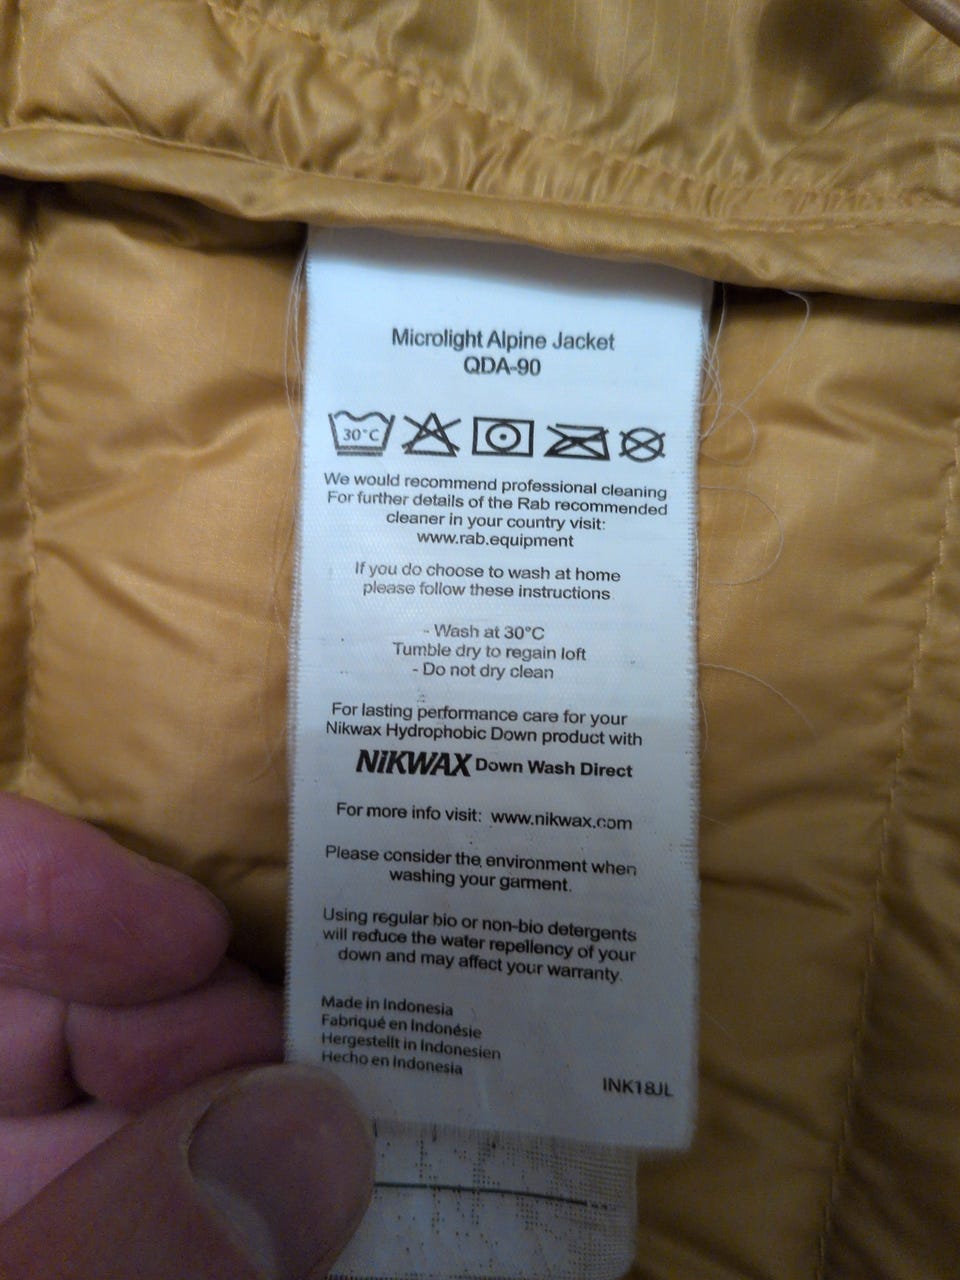 Microlight Alpine Jacket
QDA-90
30°C
We would recommend professional cleaning
For further details of the Rab recommended
cleaner in your country visit:
www.rab.equipment
If you do choose to wash at home
please follow these instructions
- Wash at 30°C
Tumble dry to regain loft
- Do not dry clean
For lasting performance care for your
Nikwax Hydrophobic Down product with
NiKWAX Down Wash Direct
For more info visit: www.nikwax.com
Please consider the environment when
washing your garment.
Using regular bio or non-bio detergents
will reduce the water repellency of your
down and may affect your warranty.
Made in Indonesia
Fabriqué en Indonésie
Hergestellt in Indonesien
Hecho en Indonesia
INK18JL